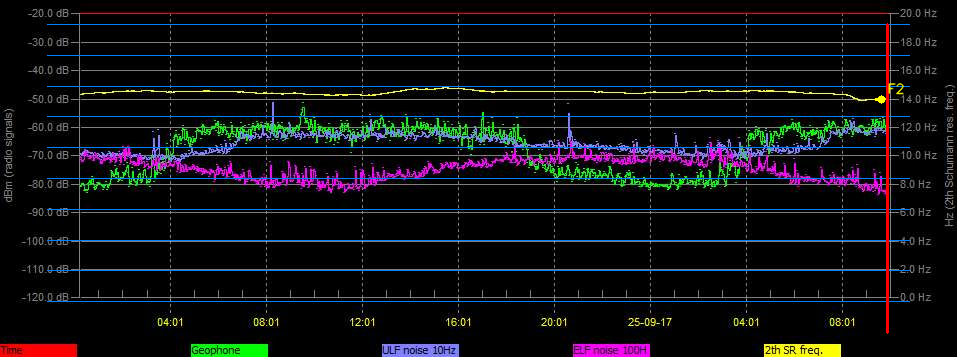 -20.0 dB 20.0 Hz
-30.0 dB 18.0 Hz
-40.0 dB 16.0 Hz
-50.0 dB F2 14.0 Hz
-60.0 dB 12.0 Hz
-70.0 dB 10.0 Hz
-80.0 dB 8.0 Hz
-90.0 dB 6.0 Hz
-100.0 dB 4.0 Hz
-110.0 dB 2.0 Hz
-120.0 dB 0.0 Hz
dBm (radio signals)
Hz (2th Schumann res. freq.)
04:01 08:01 12:01 16:01 20:01 25-09-17 04:01 08:01
Time Geophone ULF noise 10Hz ELF noise 100H 2th SR freq.